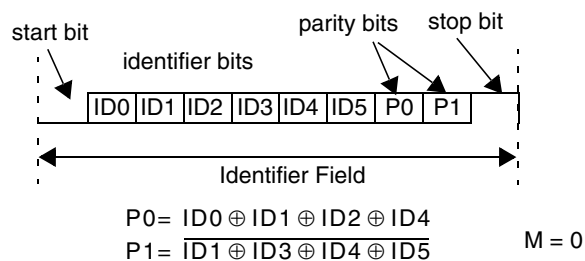 start bit
parity bits
stop bit
identifier bits
ID0 ID1 ID2 ID3 ID4 ID5 P0 P1
Identifier Field
P0= ID0 ⊕ ID1 ⊕ ID2 ⊕ ID4
P1= \overline{ID1 ⊕ ID3 ⊕ ID4 ⊕ ID5}
M = 0